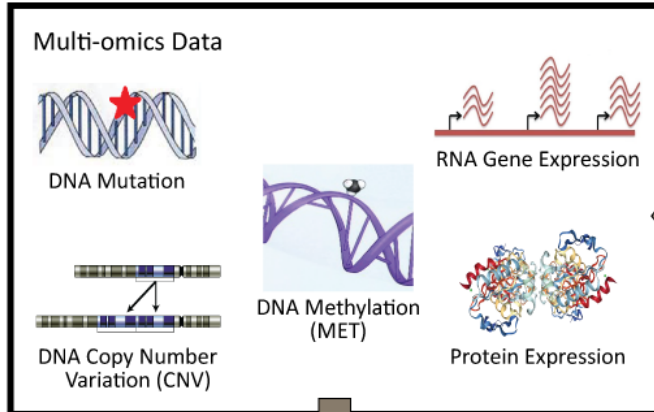 Multi-omics Data
DNA Mutation
RNA Gene Expression
DNA Methylation
(MET)
DNA Copy Number
Variation (CNV)
Protein Expression